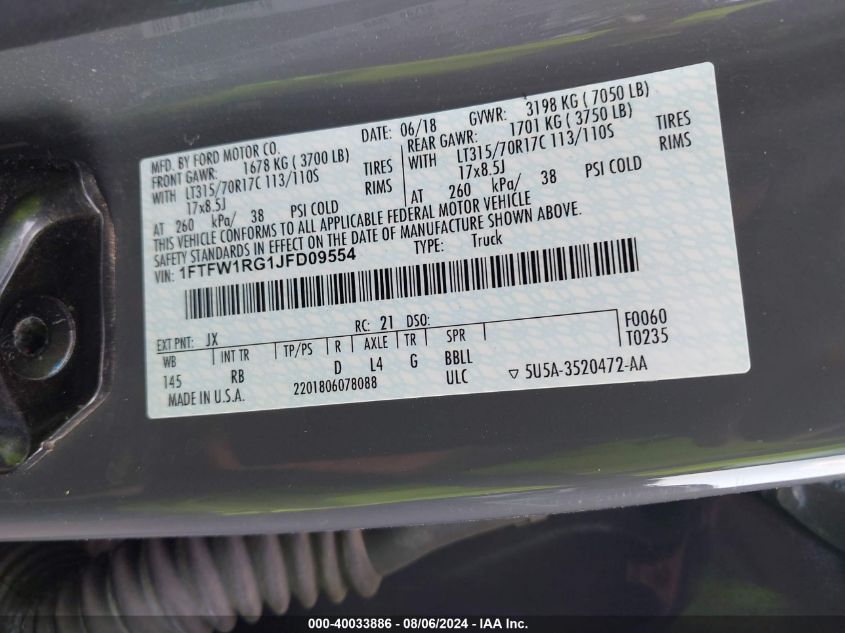 MFD. BY FORD MOTOR CO.
DATE: 06/18 GVWR: 3198 KG ( 7050 LB)
FRONT GAWR: 1678 KG ( 3700 LB)
REAR GAWR: 1701 KG ( 3750 LB)
WITH LT315/70R17C 113/110S TIRES
WITH LT315/70R17C 113/110S TIRES
17x8.5J RIMS
17x8.5J RIMS
AT 260 kPa/ 38 PSI COLD
AT 260 kPa/ 38 PSI COLD
THIS VEHICLE CONFORMS TO ALL APPLICABLE FEDERAL MOTOR VEHICLE
SAFETY STANDARDS IN EFFECT ON THE DATE OF MANUFACTURE SHOWN ABOVE.
VIN: 1FTFW1RG1JFD09554
TYPE: Truck
EXT PNT: JX RC: 21 DSO: F0060
WB INT TR TP/PS R AXLE TR SPR T0235
145 RB D L4 G BBLL
MADE IN U.S.A. 2201806078088 ULC ▽ 5U5A-3520472-AA
000-40033886 - 08/06/2024 - IAA Inc.